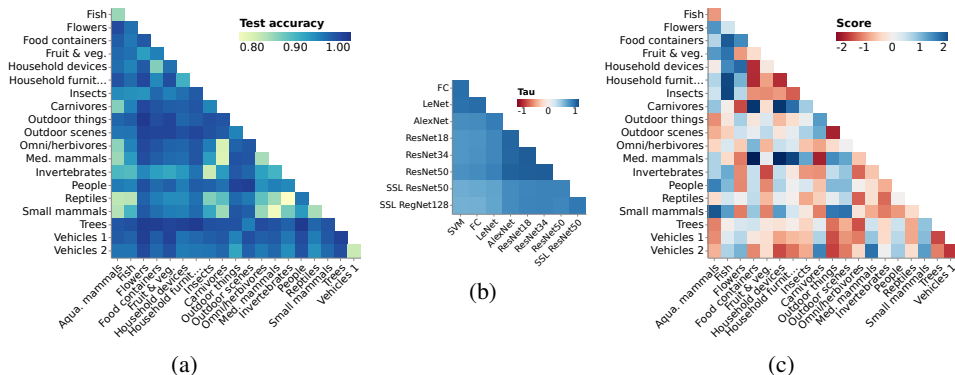 Fish
Flowers
Food containers
Fruit & veg.
Household devices
Household furnit...
Insects
Carnivores
Outdoor things
Outdoor scenes
Omni/herbivores
Med. mammals
Invertebrates
People
Reptiles
Small mammals
Trees
Vehicles 1
Vehicles 2
Aqua. mammals
Fish
Flowers
Food containers
Fruit & veg.
Household devices
Household furnit...
Insects
Carnivores
Outdoor things
Outdoor scenes
Omni/herbivores
Med. mammals
Invertebrates
People
Reptiles
Small mammals
Trees
Vehicles 1
Test accuracy
0.80 0.90 1.00
(a)
FC
LeNet
AlexNet
ResNet18
ResNet34
ResNet50
SSL ResNet50
SSL RegNet128
SVM
FC
LeNet
AlexNet
ResNet18
ResNet34
ResNet50
SSL ResNet50
Tau
-1 0 1
(b)
Fish
Flowers
Food containers
Fruit & veg.
Household devices
Household furnit...
Insects
Carnivores
Outdoor things
Outdoor scenes
Omni/herbivores
Med. mammals
Invertebrates
People
Reptiles
Small mammals
Trees
Vehicles 1
Vehicles 2
Aqua. mammals
Fish
Flowers
Food containers
Fruit & veg.
Household devices
Household furnit...
Insects
Carnivores
Outdoor things
Outdoor scenes
Omni/herbivores
Med. mammals
Invertebrates
People
Reptiles
Small mammals
Trees
Vehicles 1
Score
-2 -1 0 1 2
(c)